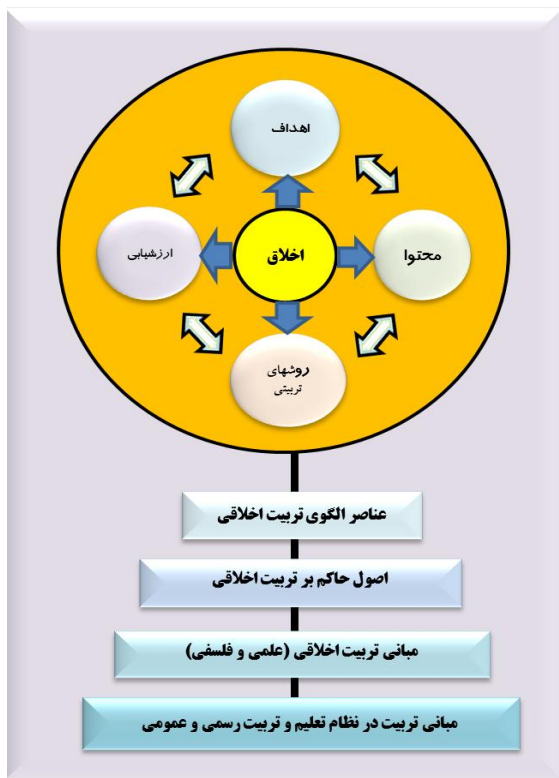 اهداف
ارزشیابی
اخلاق
محتوا
روشهای
تربیتی
عناصر الگوی تربیت اخلاقی
اصول حاکم بر تربیت اخلاقی
مبانی تربیت اخلاقی (علمی و فلسفی)
مبانی تربیت در نظام تعلیم و تربیت رسمی و عمومی